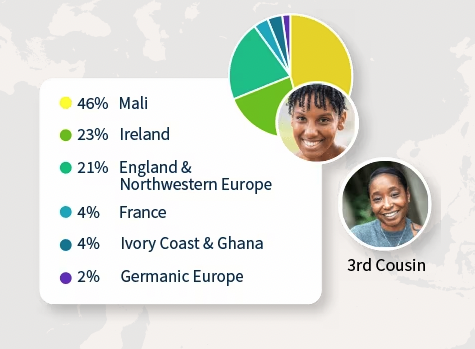 46% Mali
23% Ireland
21% England &
Northwestern Europe
4% France
4% Ivory Coast & Ghana
2% Germanic Europe
3rd Cousin